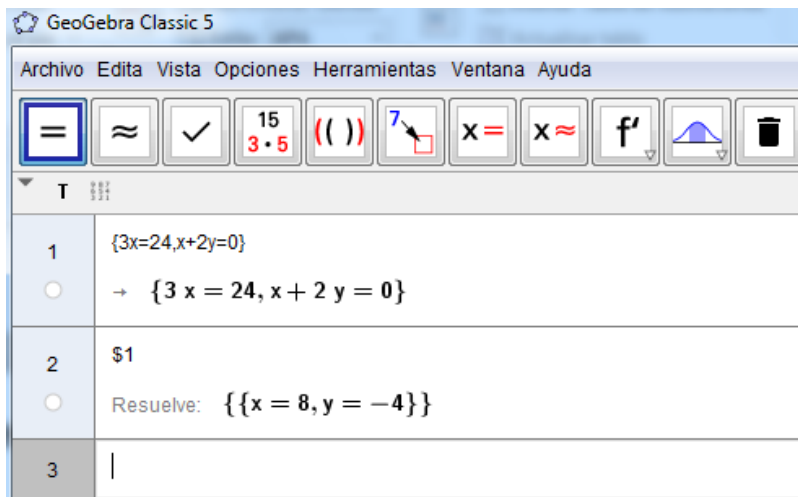 GeoGebra Classic 5
Archivo Edita Vista Opciones Herramientas Ventana Ayuda
= ≈ ✓ 15 3·5 (( )) 7 x= x≈ f′
T
1 {3x=24,x+2y=0}
→ {3 x = 24, x + 2 y = 0}
2 $1
Resuelve: {{x = 8, y = −4}}
3